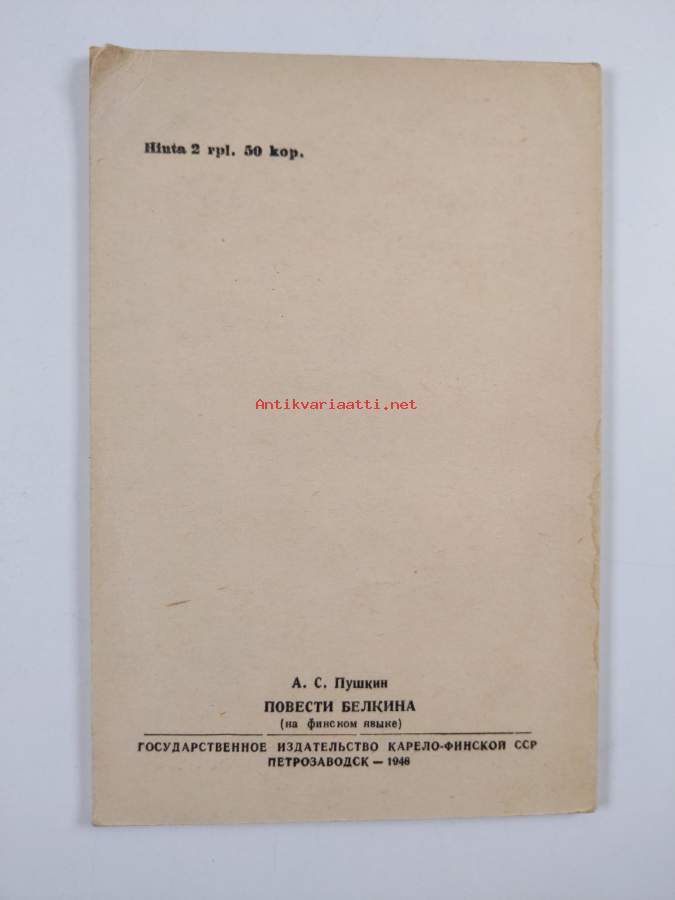 Hinta 2 rpl. 50 kop.
Antikvariaatti.net
А. С. Пушкин
ПОВЕСТИ БЕЛКИНА
(на финском языке)
ГОСУДАРСТВЕННОЕ ИЗДАТЕЛЬСТВО КАРЕЛО-ФИНСКОЙ ССР
ПЕТРОЗАВОДСК — 1946